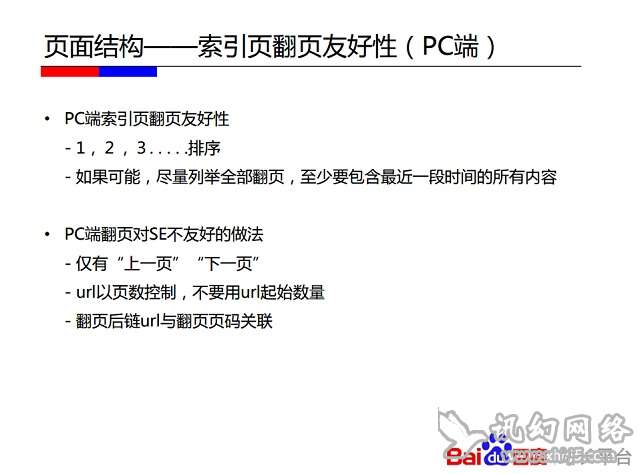 页面结构——索引页翻页友好性（PC端）
• PC端索引页翻页友好性
- 1，2，3.....排序
- 如果可能，尽量列举全部翻页，至少要包含最近一段时间的所有内容
• PC端翻页对SE不友好的做法
- 仅有“上一页”“下一页”
- url以页数控制，不要用url起始数量
- 翻页后链url与翻页页码关联
讯幻网络
Bai du 百度 平台